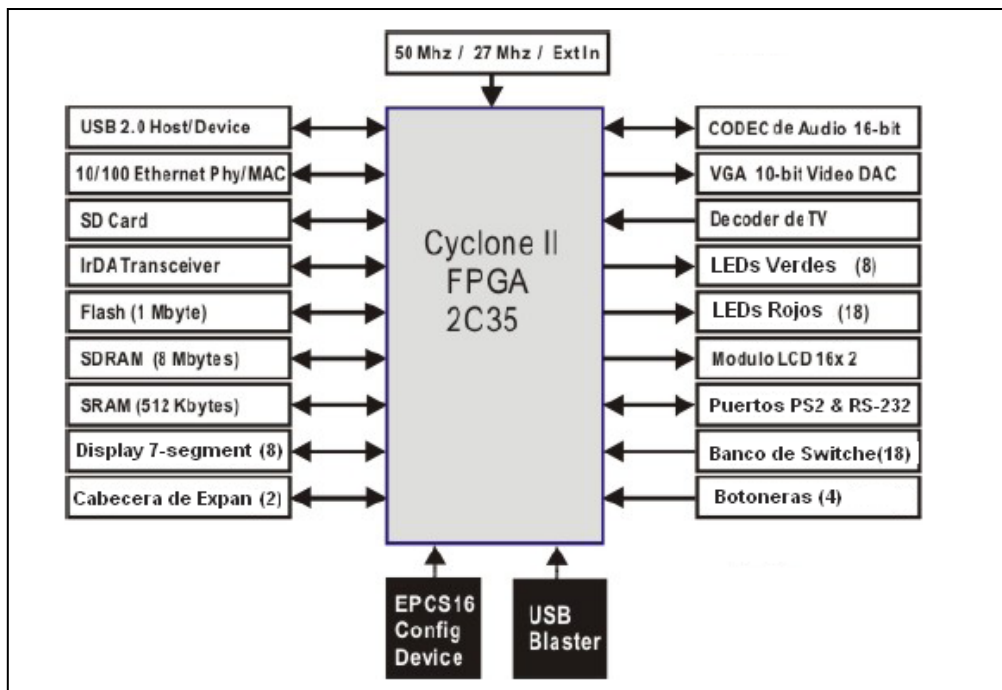 50 Mhz / 27 Mhz / Ext In
USB 2.0 Host/Device
10/100 Ethernet Phy/MAC
SD Card
IrDA Transceiver
Flash (1 Mbyte)
SDRAM (8 Mbytes)
SRAM (512 Kbytes)
Display 7-segment (8)
Cabecera de Expan (2)
Cyclone II
FPGA
2C35
CODEC de Audio 16-bit
VGA 10-bit Video DAC
Decoder de TV
LEDs Verdes (8)
LEDs Rojos (18)
Modulo LCD 16x 2
Puertos PS2 & RS-232
Banco de Switche(18)
Botoneras (4)
EPCS16
Config
Device
USB
Blaster